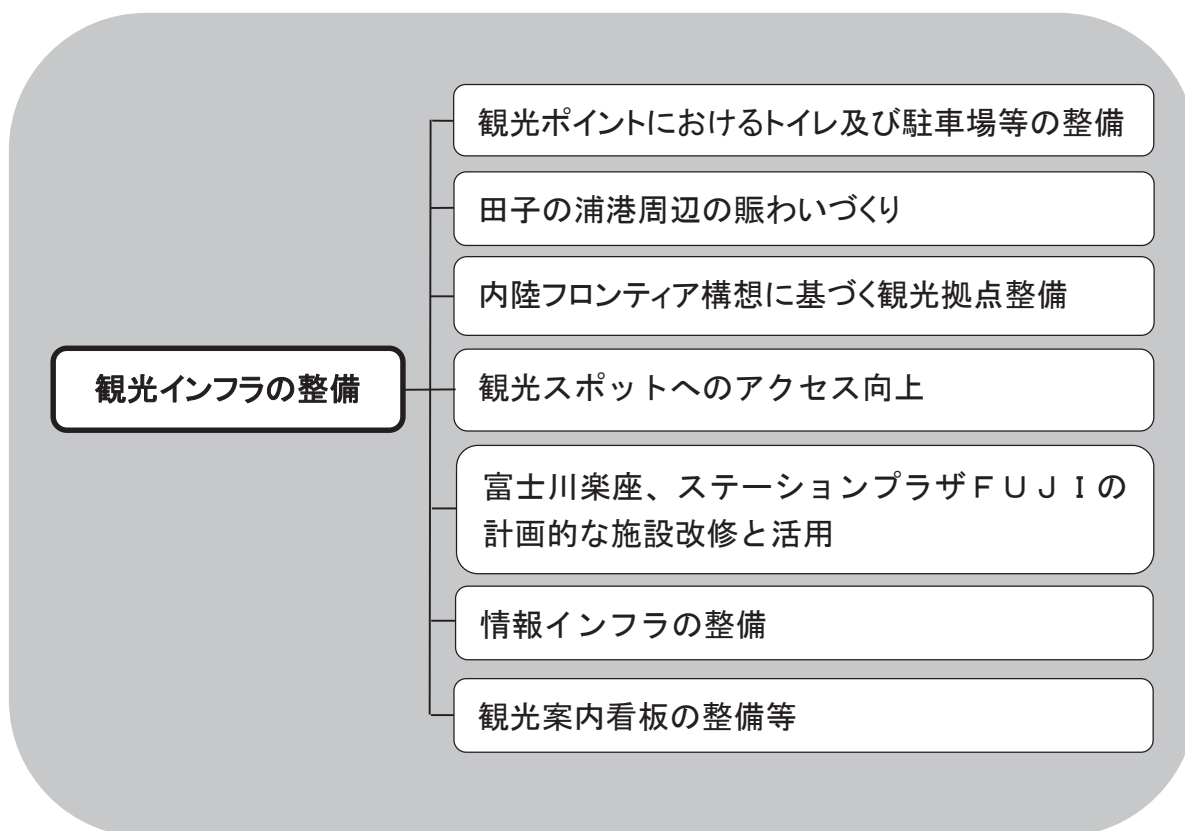 観光インフラの整備
観光ポイントにおけるトイレ及び駐車場等の整備
田子の浦港周辺の賑わいづくり
内陸フロンティア構想に基づく観光拠点整備
観光スポットへのアクセス向上
富士川楽座、ステーションプラザＦＵＪＩの
計画的な施設改修と活用
情報インフラの整備
観光案内看板の整備等